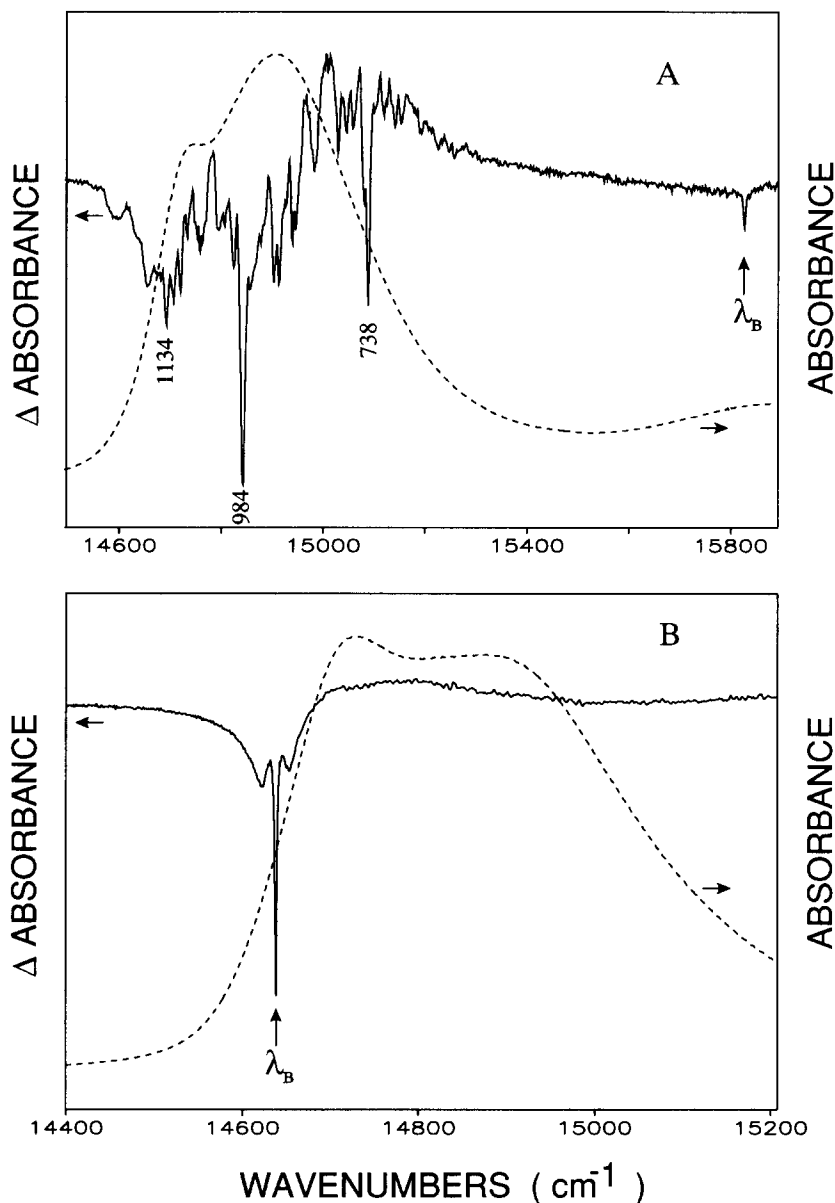 A
Δ ABSORBANCE
ABSORBANCE
1134
984
738
λB
14600 15000 15400 15800
B
Δ ABSORBANCE
ABSORBANCE
λB
14400 14600 14800 15000 15200
WAVENUMBERS ( cm-1 )